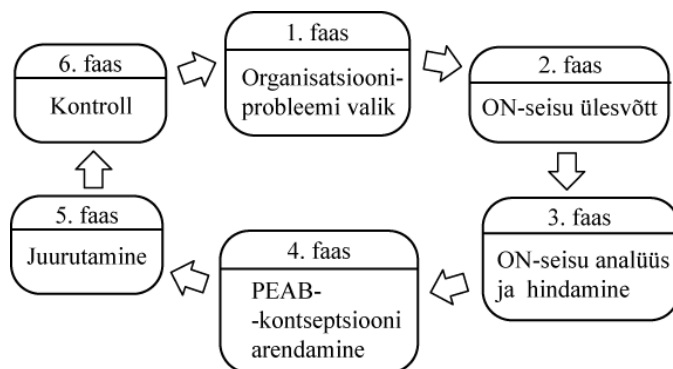 1. faas
Organisatsiooni-
probleemi valik
2. faas
ON-seisu ülesvõtt
3. faas
ON-seisu analüüs
ja hindamine
4. faas
PEAB-
-kontseptsiooni
arendamine
5. faas
Juurutamine
6. faas
Kontroll